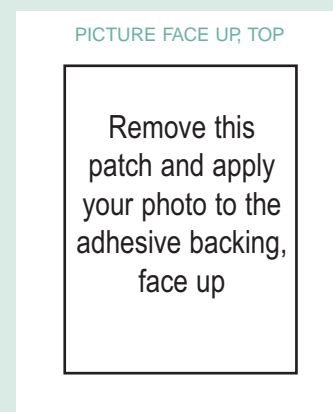 PICTURE FACE UP, TOP
Remove this
patch and apply
your photo to the
adhesive backing,
face up